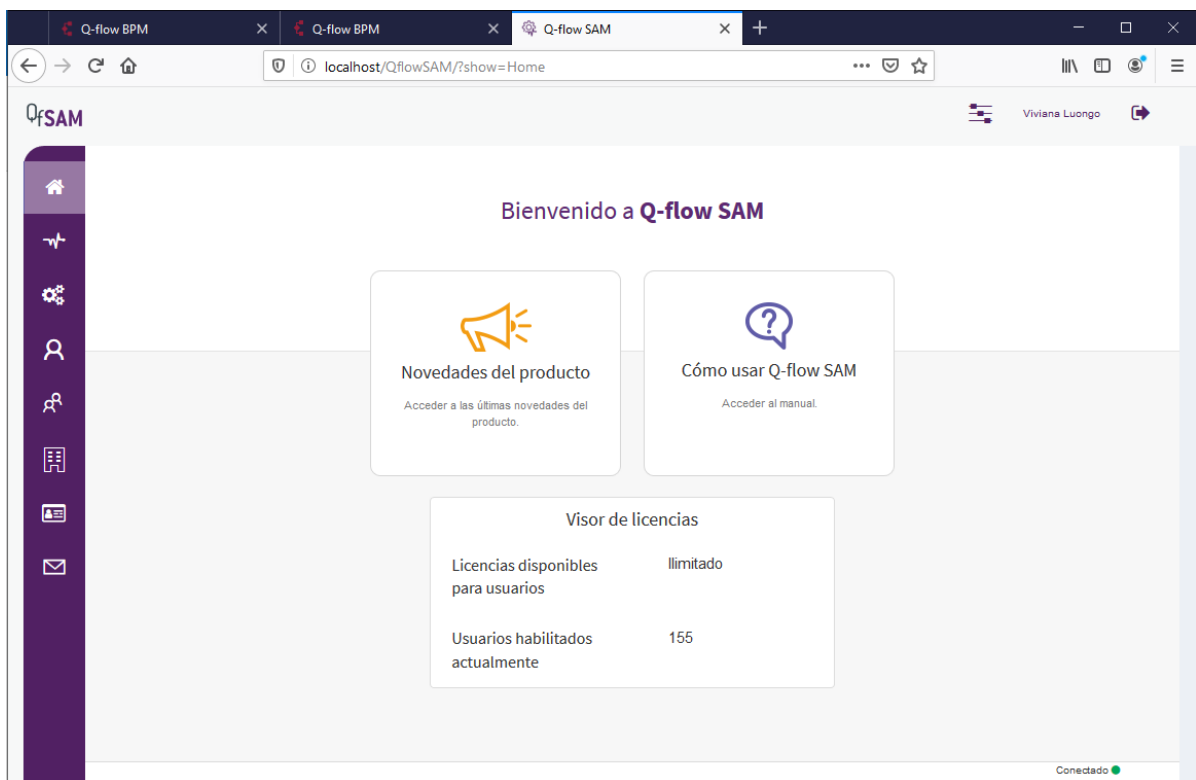 Q-flow BPM
Q-flow BPM
Q-flow SAM
localhost/QflowSAM/?show=Home
QfSAM
Viviana Luongo
Bienvenido a Q-flow SAM
Novedades del producto
Acceder a las últimas novedades del
producto.
Cómo usar Q-flow SAM
Acceder al manual.
Visor de licencias
Licencias disponibles
para usuarios
Ilimitado
Usuarios habilitados
actualmente
155
Conectado